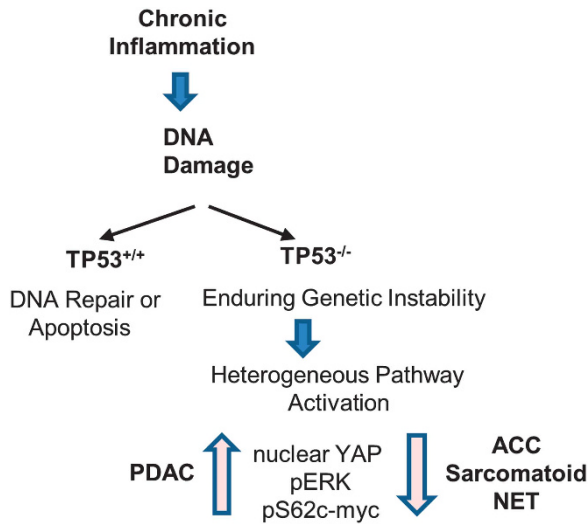 Chronic
Inflammation
DNA
Damage
TP53+/+
TP53-/-
DNA Repair or
Apoptosis
Enduring Genetic Instability
Heterogeneous Pathway
Activation
PDAC
nuclear YAP
pERK
pS62c-myc
ACC
Sarcomatoid
NET